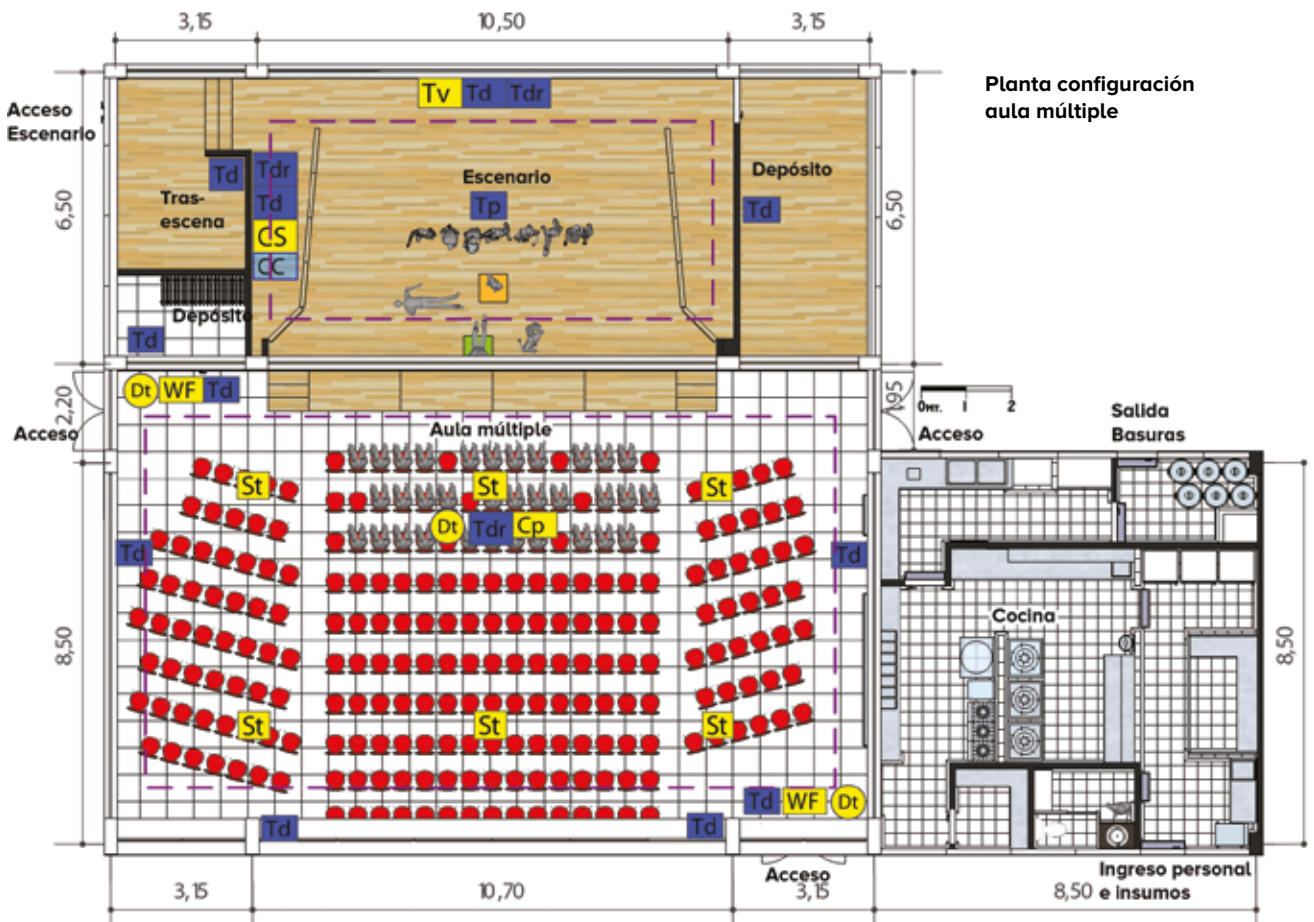 3,15
10,50
3,15
Planta configuración
aula múltiple
Acceso
Escenario
Tv Td Tdr
6,50
6,50
Td
Tdr
Td
CS
CC
Tras-
escena
Escenario
Tp
Depósito
Td
Depósito
Td
2,20
Dt WF Td
1,95
0MT. 1 2
Acceso
Acceso
Salida
Basuras
Aula múltiple
St
St
St
Dt Tdr Cp
Td
Td
8,50
8,50
Cocina
St
St
St
Td WF Dt
Td
Td
Acceso
Ingreso personal
e insumos
3,15
10,70
3,15
8,50